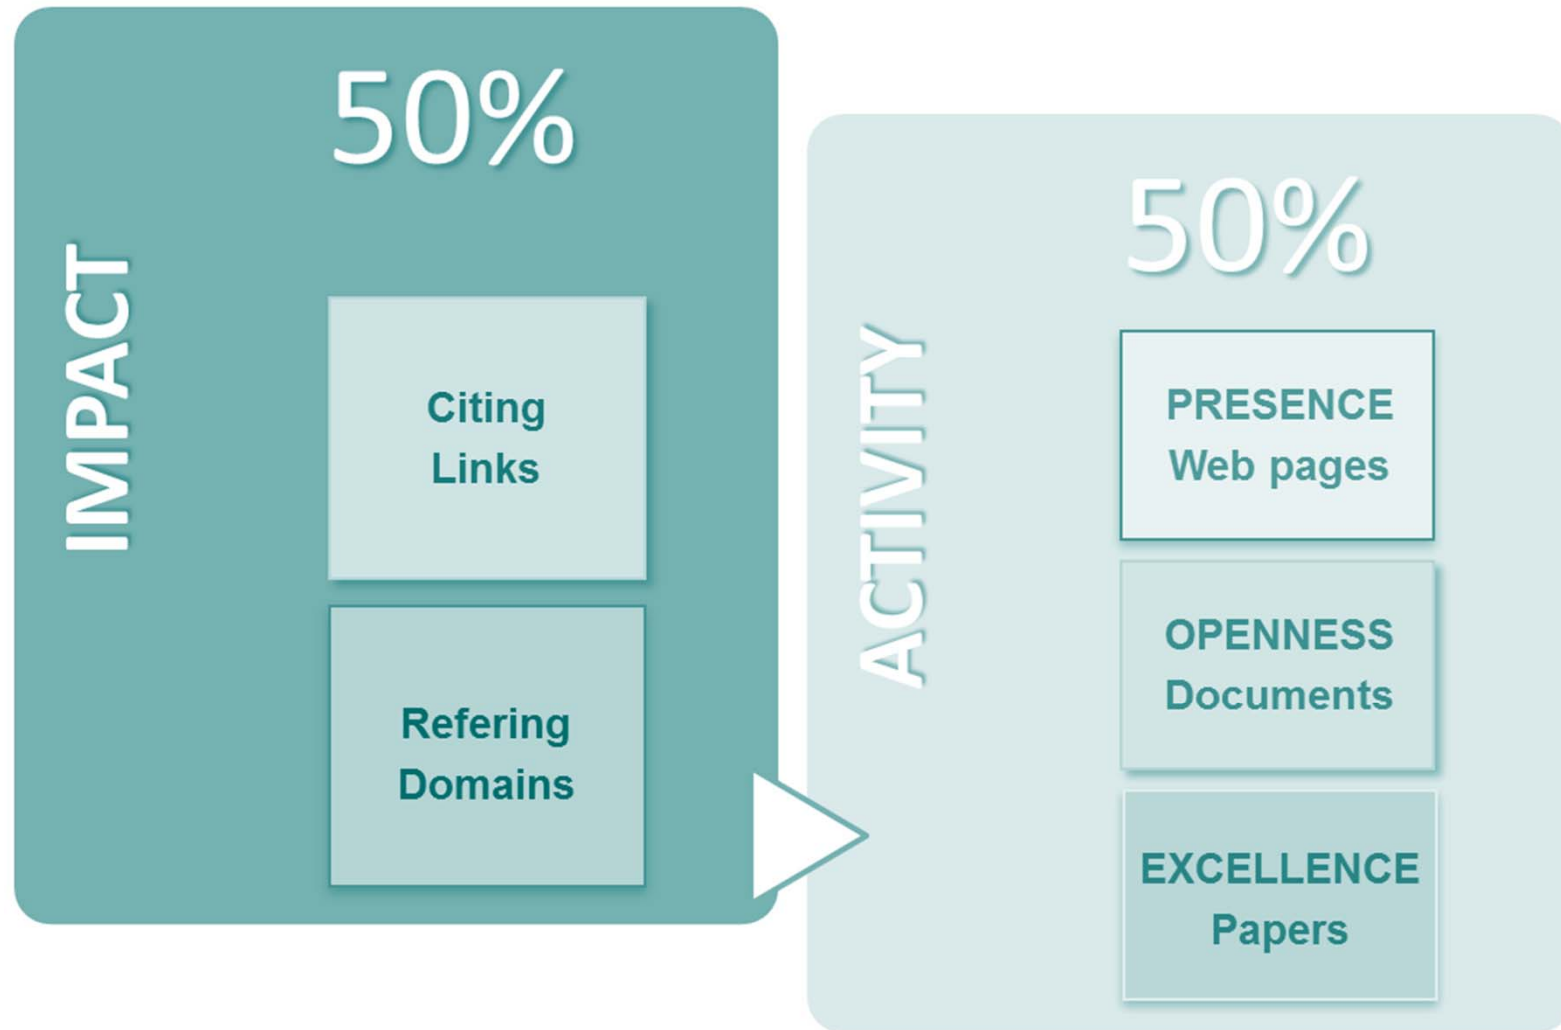 50%
IMPACT
Citing
Links
Refering
Domains
50%
ACTIVITY
PRESENCE
Web pages
OPENNESS
Documents
EXCELLENCE
Papers